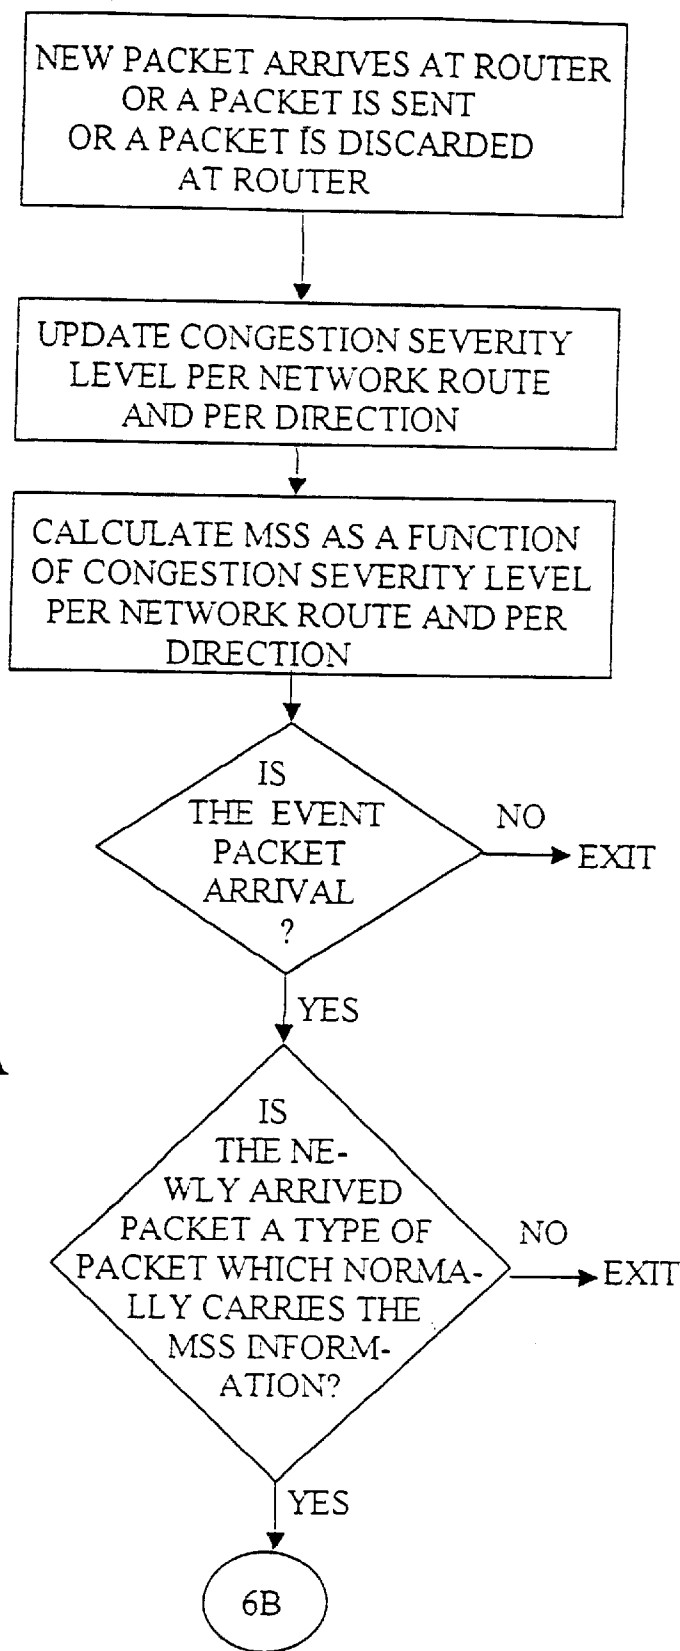 NEW PACKET ARRIVES AT ROUTER
OR A PACKET IS SENT
OR A PACKET IS DISCARDED
AT ROUTER
UPDATE CONGESTION SEVERITY
LEVEL PER NETWORK ROUTE
AND PER DIRECTION
CALCULATE MSS AS A FUNCTION
OF CONGESTION SEVERITY LEVEL
PER NETWORK ROUTE AND PER
DIRECTION
IS
THE EVENT
PACKET
ARRIVAL
?
NO
EXIT
YES
IS
THE NE-
WLY ARRIVED
PACKET A TYPE OF
PACKET WHICH NORMA-
LLY CARRIES THE
MSS INFORM-
ATION?
NO
EXIT
YES
6B